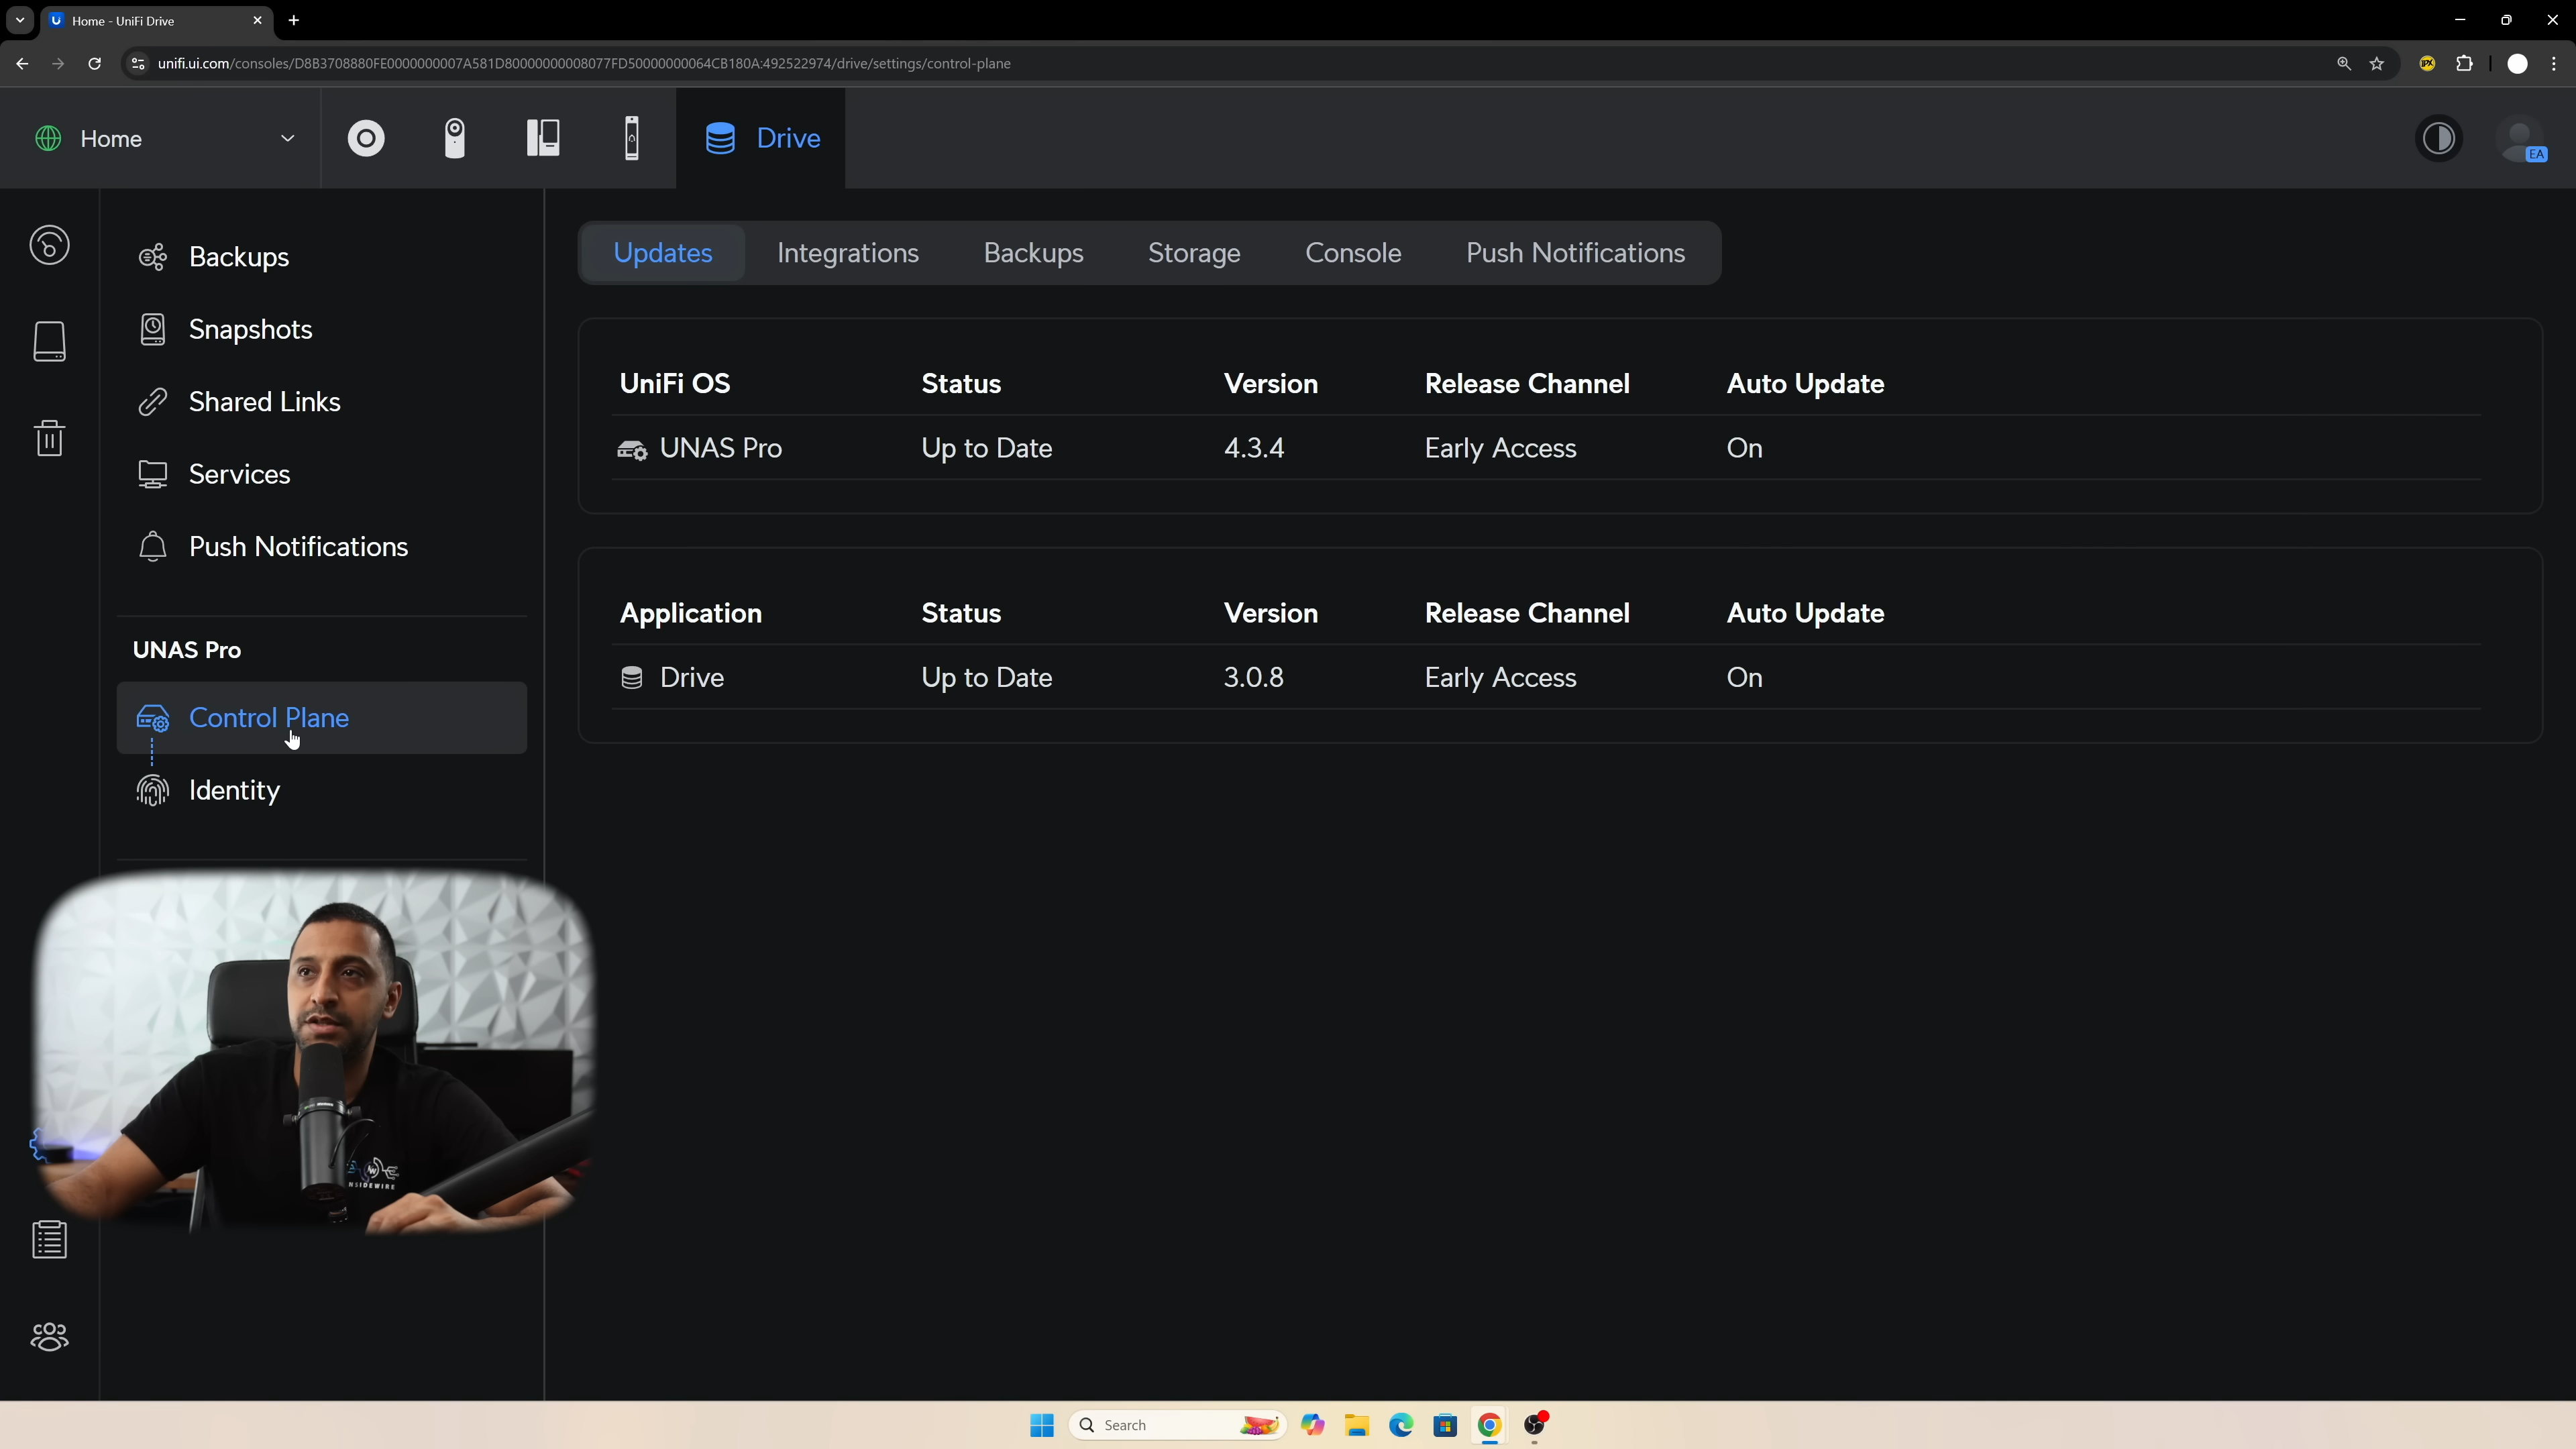 Home - UniFi Drive
unifi.ui.com/consoles/D8B3708880FE0000000007A581D80000000008077FD50000000064CB180A:492522974/drive/settings/control-plane
Home
Drive
EA
Backups
Snapshots
Shared Links
Services
Push Notifications
UNAS Pro
Control Plane
Identity
Updates Integrations Backups Storage Console Push Notifications
UniFi OS Status Version Release Channel Auto Update
UNAS Pro Up to Date 4.3.4 Early Access On
Application Status Version Release Channel Auto Update
Drive Up to Date 3.0.8 Early Access On
NSIDEWIRE
Search